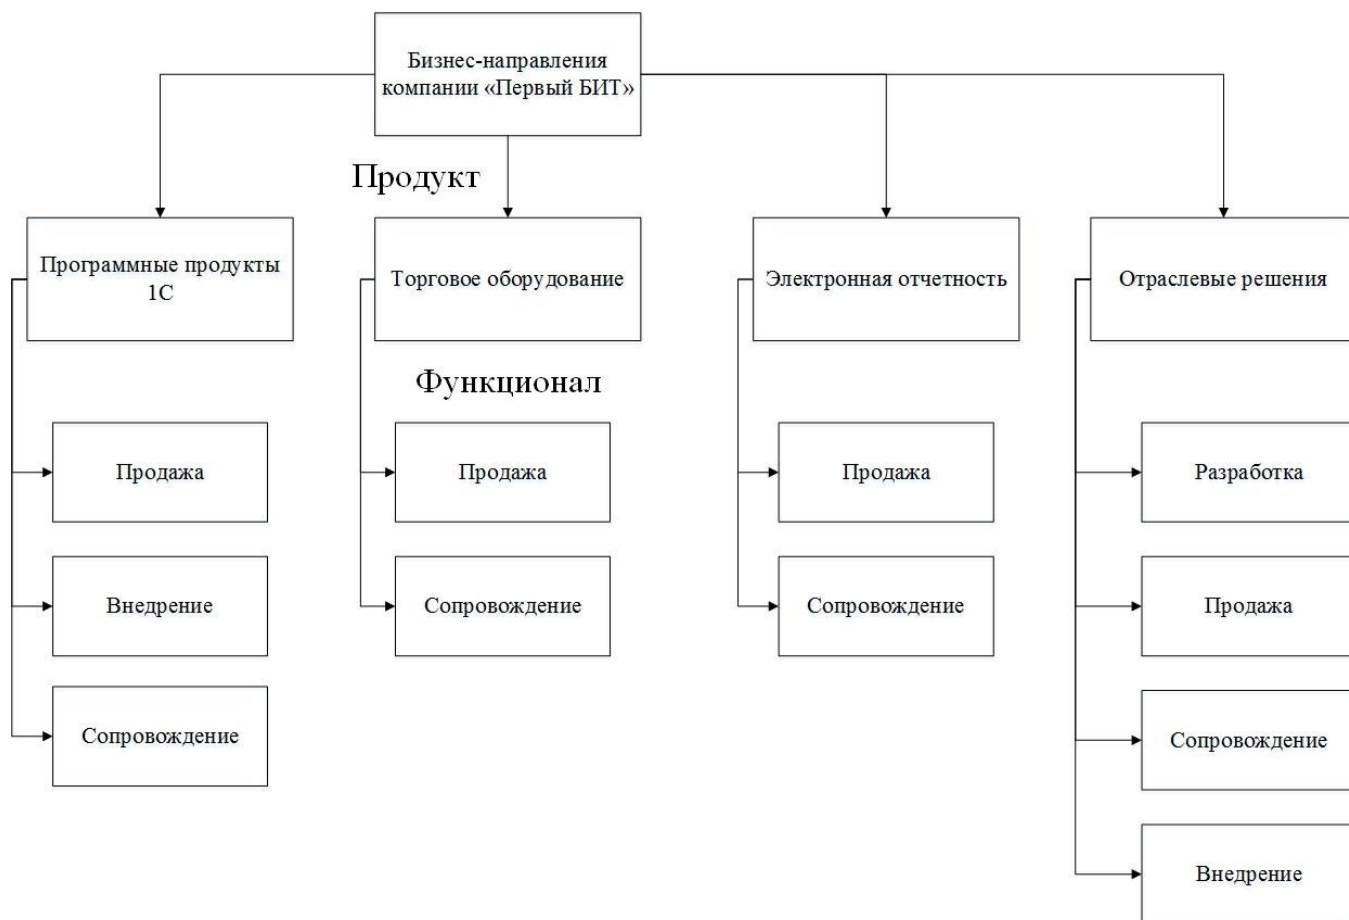 Бизнес-направления
компании «Первый БИТ»
Продукт
Программные продукты
1С
Торговое оборудование
Электронная отчетность
Отраслевые решения
Функционал
Продажа
Продажа
Продажа
Разработка
Внедрение
Сопровождение
Сопровождение
Продажа
Сопровождение
Сопровождение
Внедрение